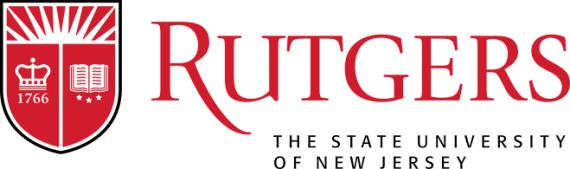 1766
RUTGERS
THE STATE UNIVERSITY
OF NEW JERSEY